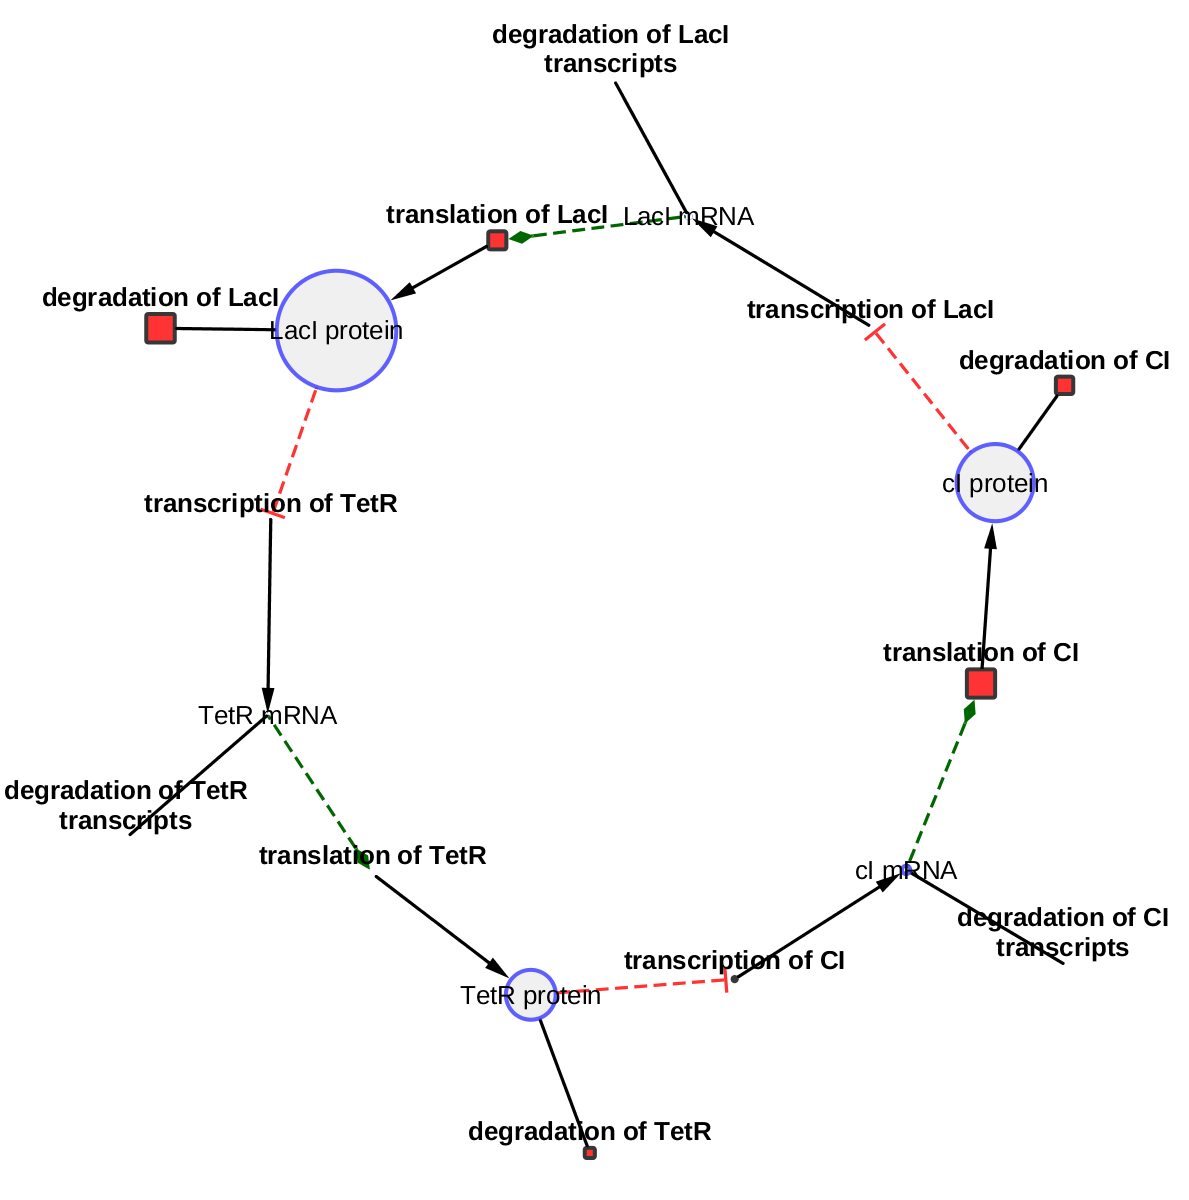 degradation of LacI
transcripts
translation of LacI
LacI mRNA
degradation of LacI
transcription of LacI
LacI protein
degradation of CI
cI protein
transcription of TetR
translation of CI
TetR mRNA
degradation of TetR
transcripts
translation of TetR
cI mRNA
degradation of CI
transcripts
transcription of CI
TetR protein
degradation of TetR